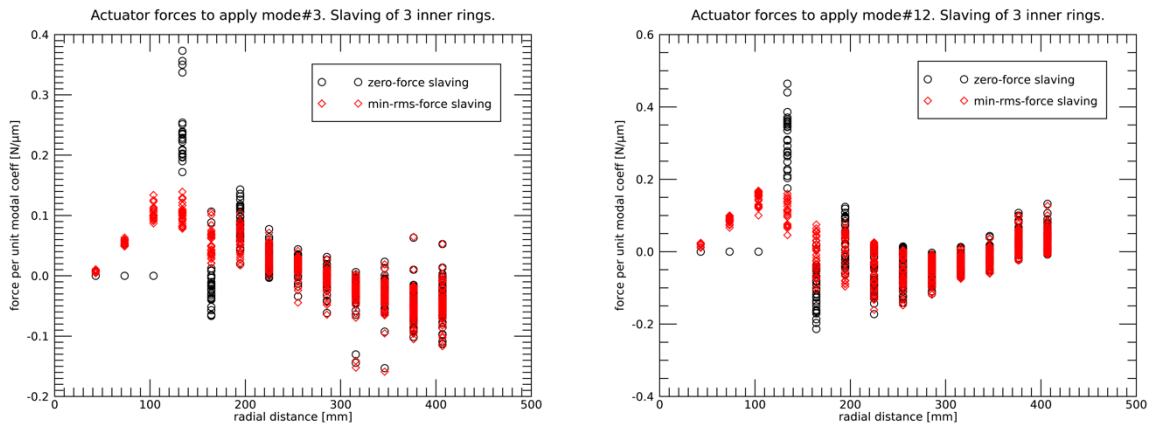 Actuator forces to apply mode#3. Slaving of 3 inner rings.
0.4
0.3
0.2
0.1
0.0
-0.1
-0.2
force per unit modal coeff [N/μm]
zero-force slaving
min-rms-force slaving
0 100 200 300 400 500
radial distance [mm]
Actuator forces to apply mode#12. Slaving of 3 inner rings.
0.6
0.4
0.2
0.0
-0.2
-0.4
force per unit modal coeff [N/μm]
zero-force slaving
min-rms-force slaving
0 100 200 300 400 500
radial distance [mm]